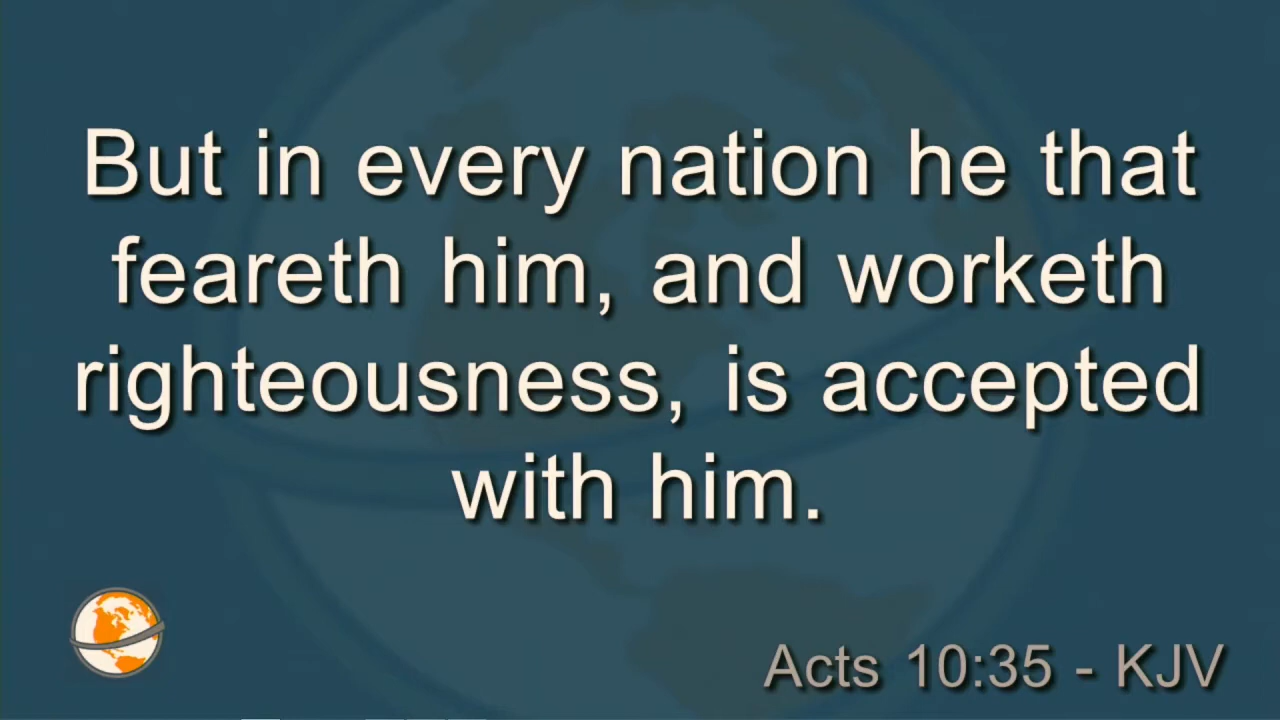 But in every nation he that
feareth him, and worketh
righteousness, is accepted
with him.
Acts 10:35 - KJV